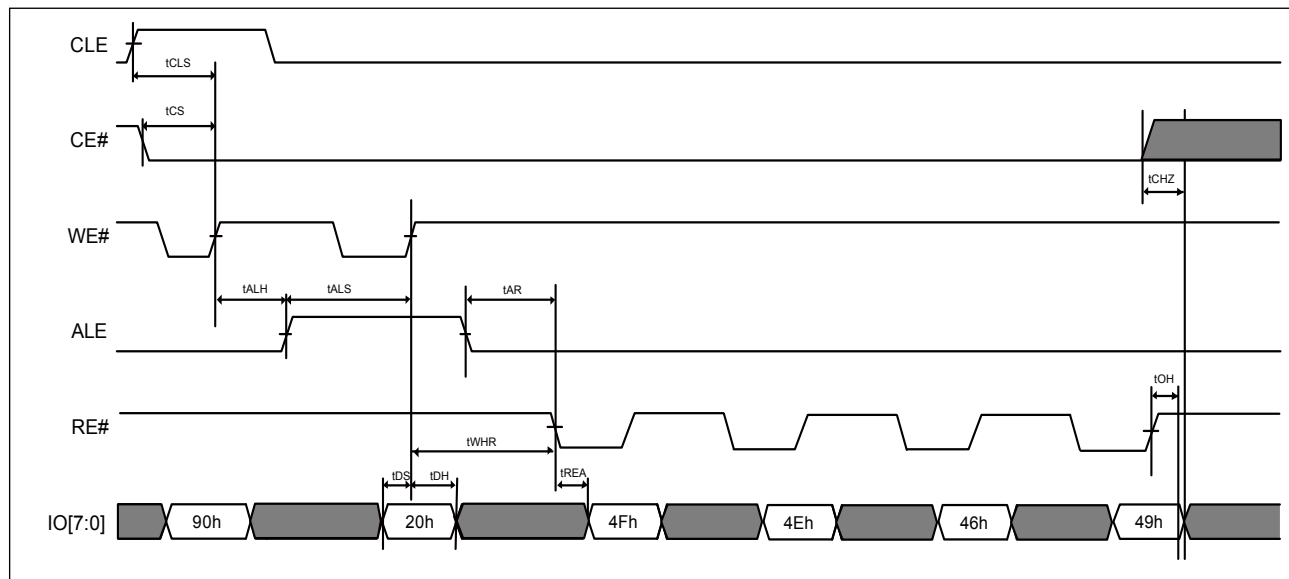 CLE
tCLS
tCS
CE#
tCHZ
WE#
tALH tALS tAR
ALE
tOH
RE#
tWHR
tDS tDH tREA
IO[7:0] 90h 20h 4Fh 4Eh 46h 49h